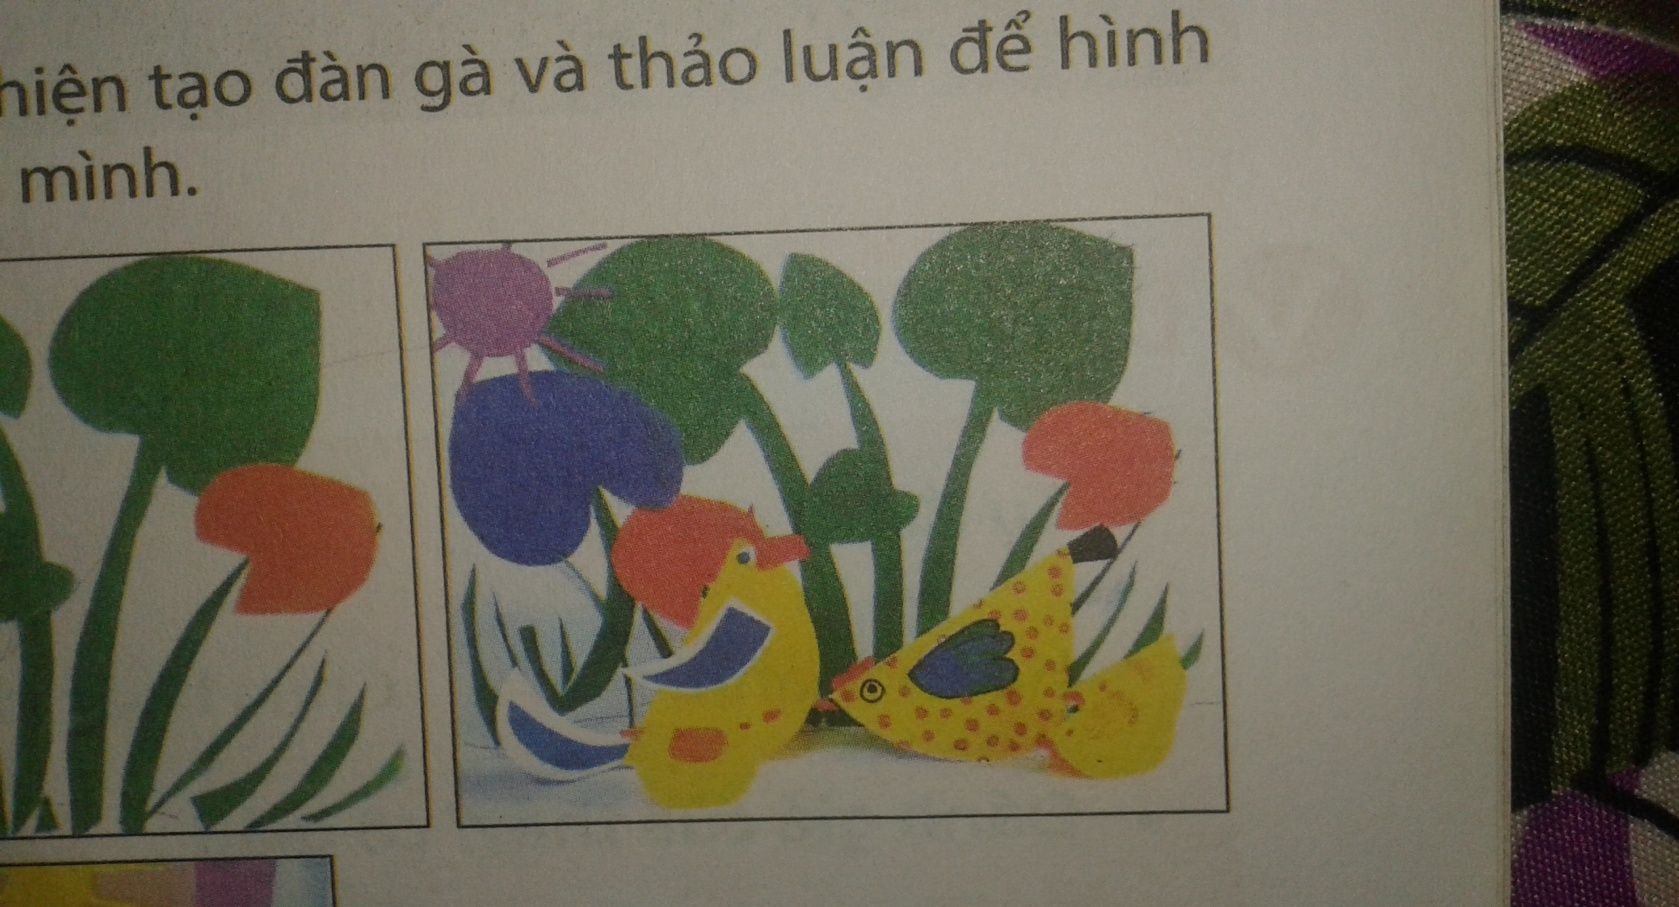 hiện tạo đàn gà và thảo luận để hình
mình.